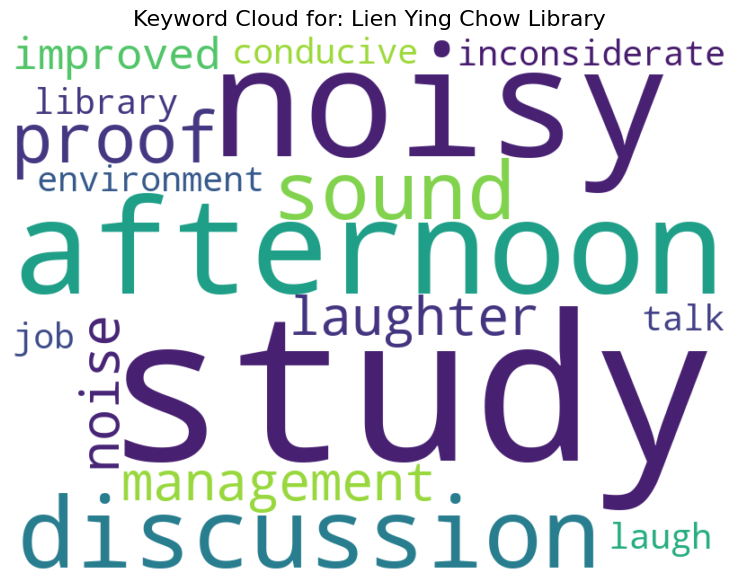 Keyword Cloud for: Lien Ying Chow Library
improved
conducive
inconsiderate
library
noisy
proof
environment
sound
afternoon
laughter
talk
job
noise
study
management
discussion
laugh